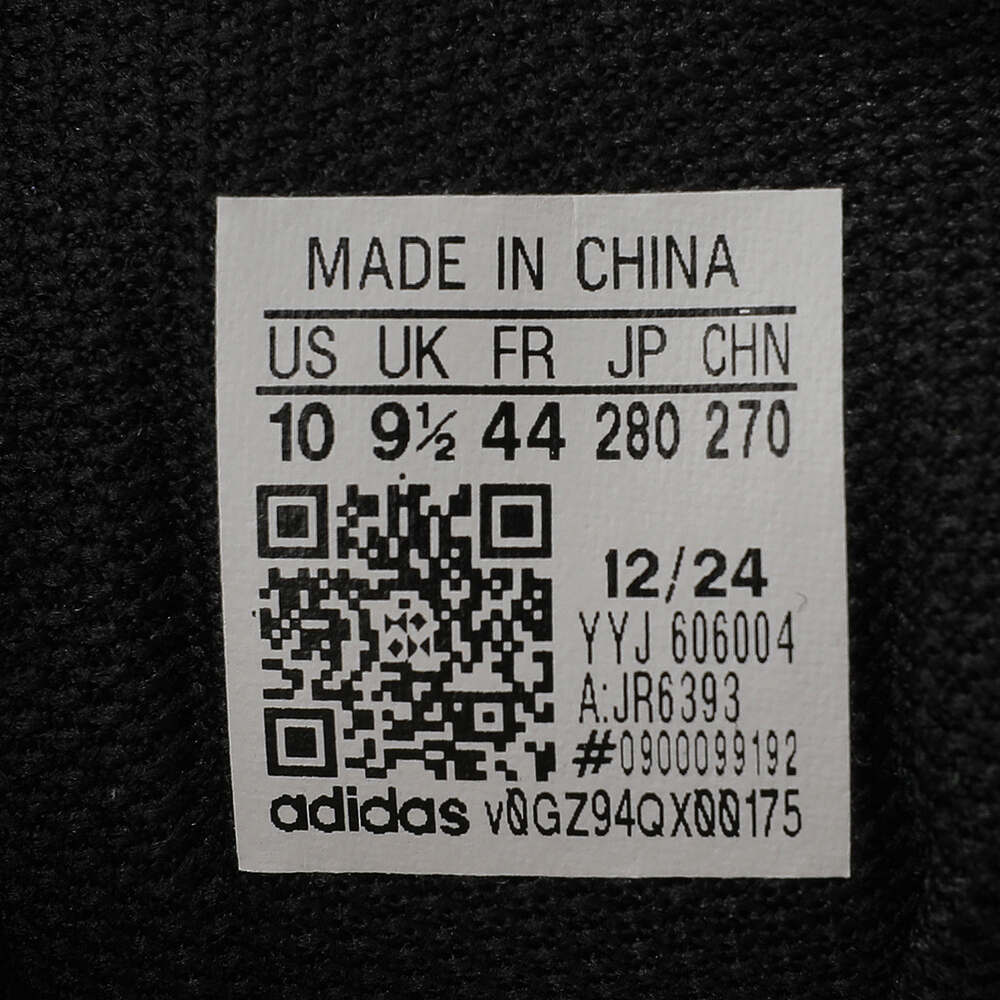 MADE IN CHINA
US UK FR JP CHN
10 9½ 44 280 270
12/24
YYJ 606004
A:JR6393
#0900099192
adidas v0GZ94QX00175